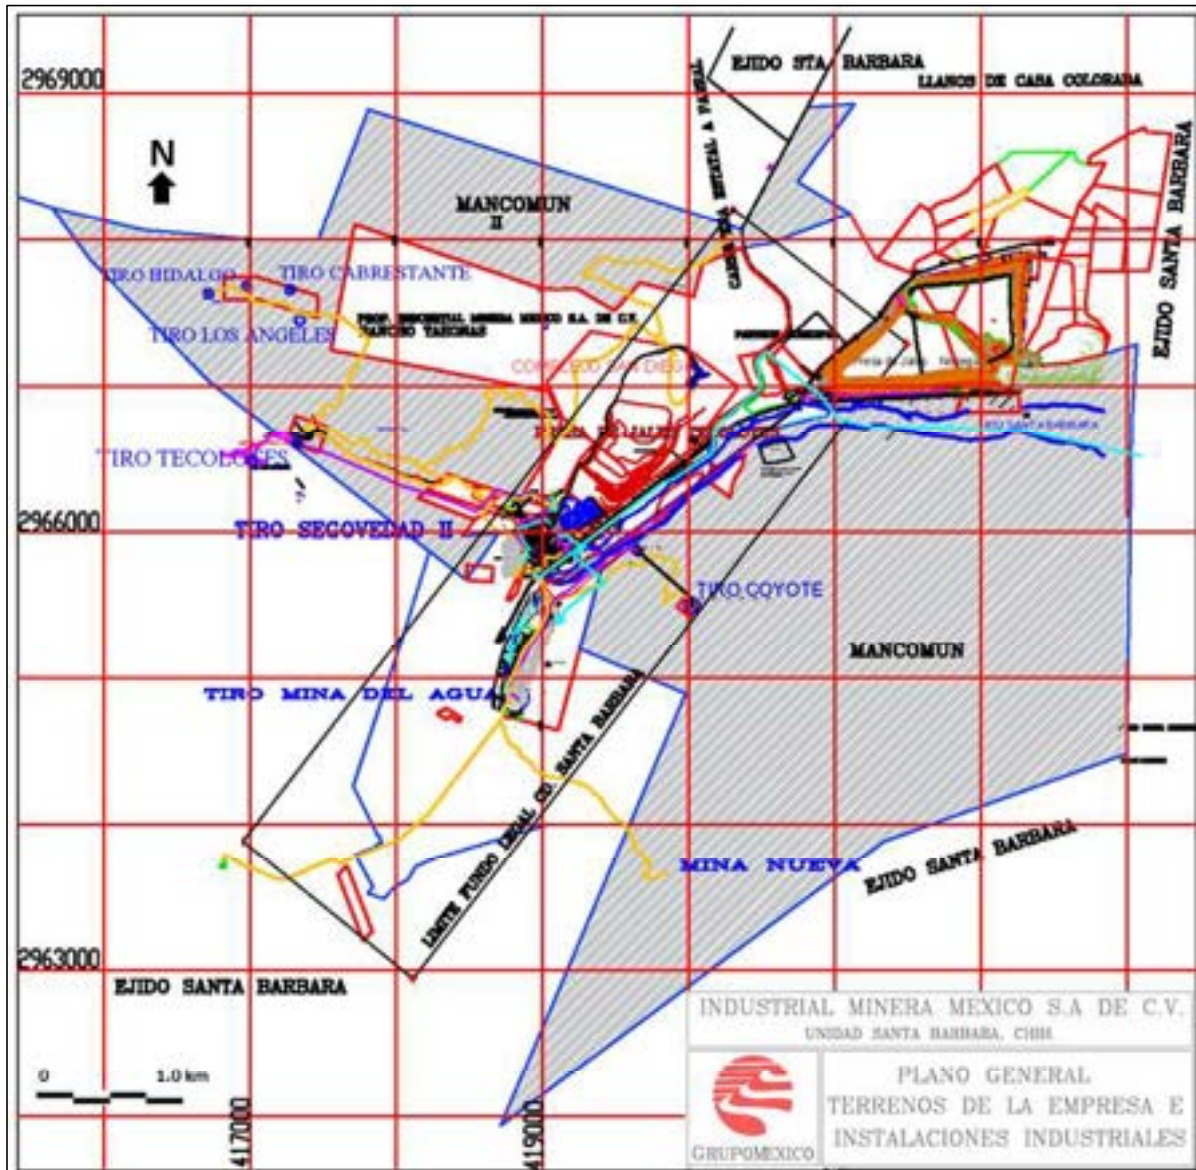 EJIDO STA BARBARA
LLANOS DE CASA COLORADA
2969000
N
MANCOMUN
II
EJIDO SANTA BARBARA
TIRO HIDALGO
TIRO CABRESTANTE
TIRO LOS ANGELES
MINERA MEXICO S.A. DE C.V.
TIRO TECOLOTES
2966000
TIRO SEGOVEDAD II
TIRO COYOTE
MANCOMUN
TIRO MINA DEL AGUA
LIMITE FUNDO LEGAL CD. SANTA BARBARA
MINA NUEVA
EJIDO SANTA BARBARA
2963000
EJIDO SANTA BARBARA
0 1.0 km
417000
419000
INDUSTRIAL MINERA MEXICO S.A DE C.V.
UNIDAD SANTA BARBARA, CHIH.
PLANO GENERAL
TERRENOS DE LA EMPRESA E
INSTALACIONES INDUSTRIALES
GRUPOMEXICO